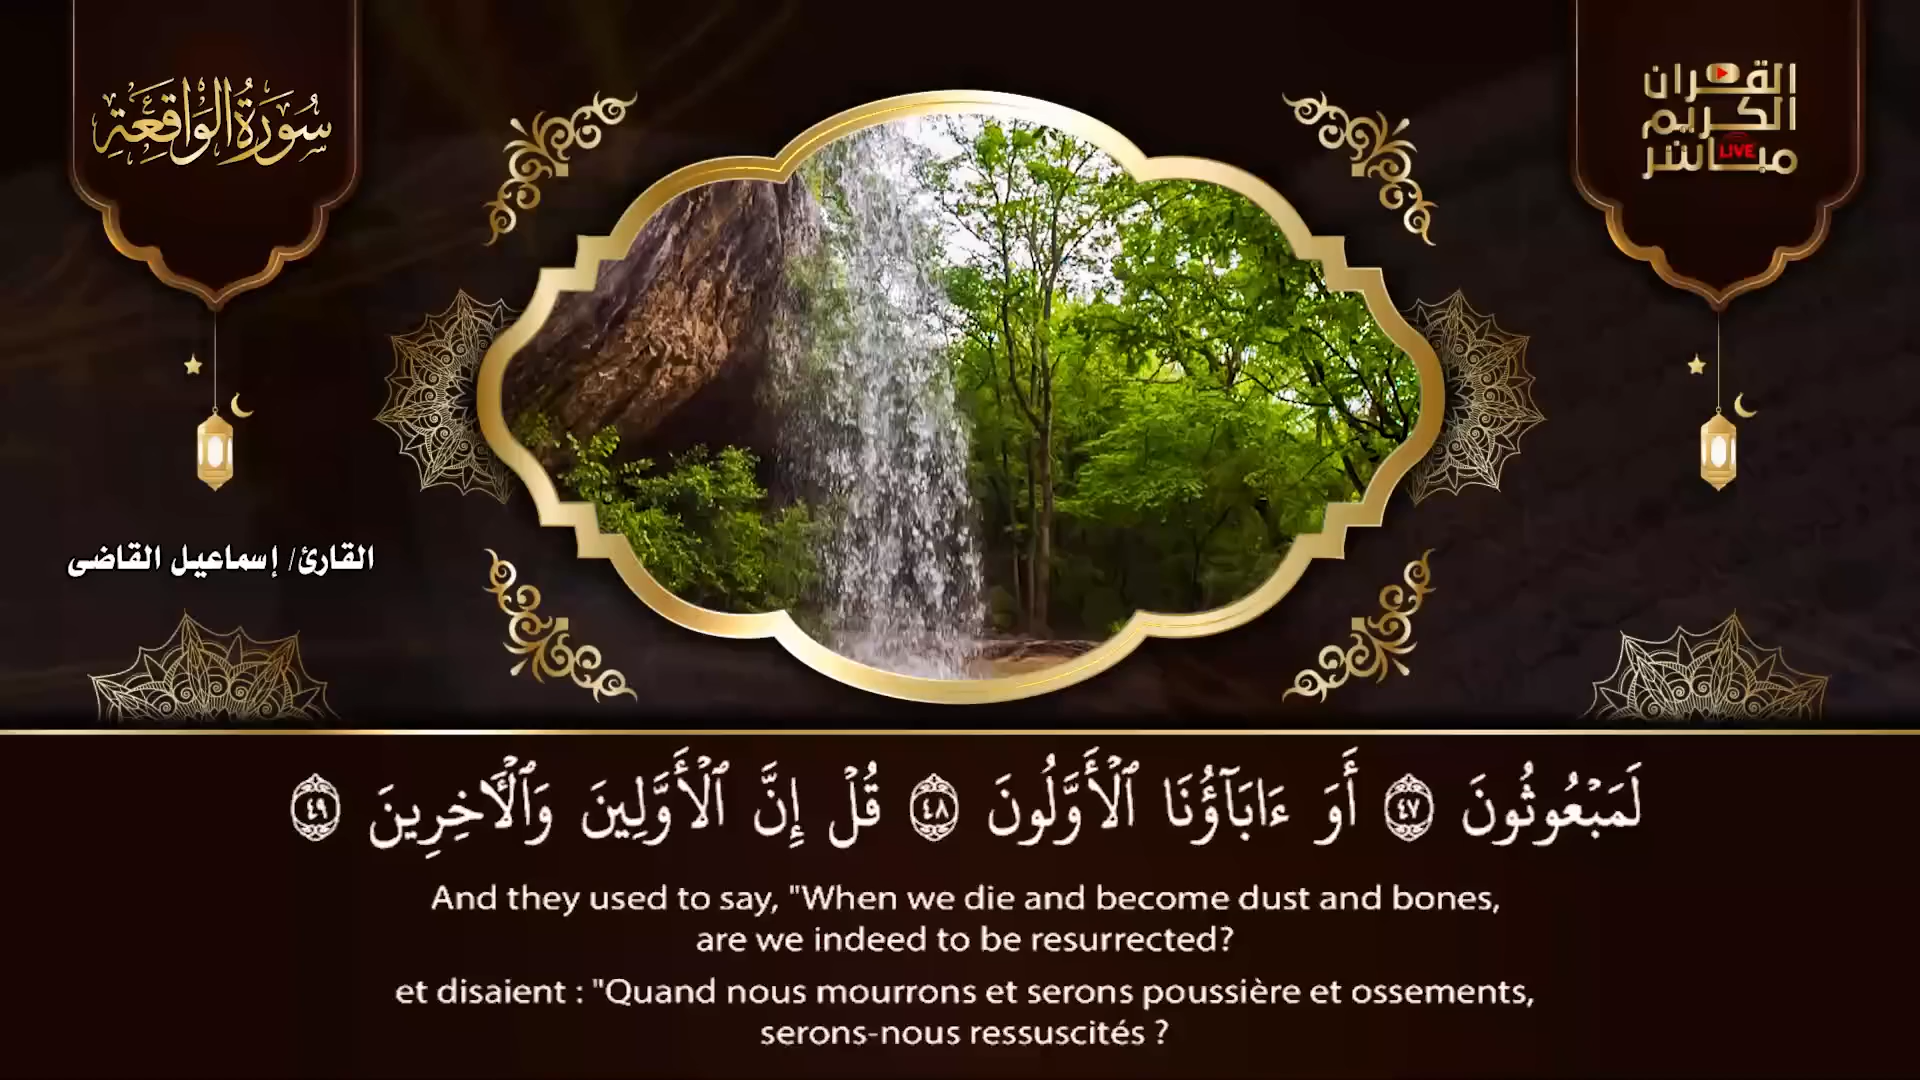 سُورَةُ الوَاقِعَةِ
القران
الكريم
مباشر
LIVE
القارئ/ إسماعيل القاضى
لَمَبۡعُوثُونَ ٤٧ أَوَ ءَابَآؤُنَا ٱلۡأَوَّلُونَ ٤٨ قُلۡ إِنَّ ٱلۡأَوَّلِينَ وَٱلۡأٓخِرِينَ ٤٩
And they used to say, "When we die and become dust and bones,
are we indeed to be resurrected?
et disaient : "Quand nous mourrons et serons poussière et ossements,
serons-nous ressuscités ?